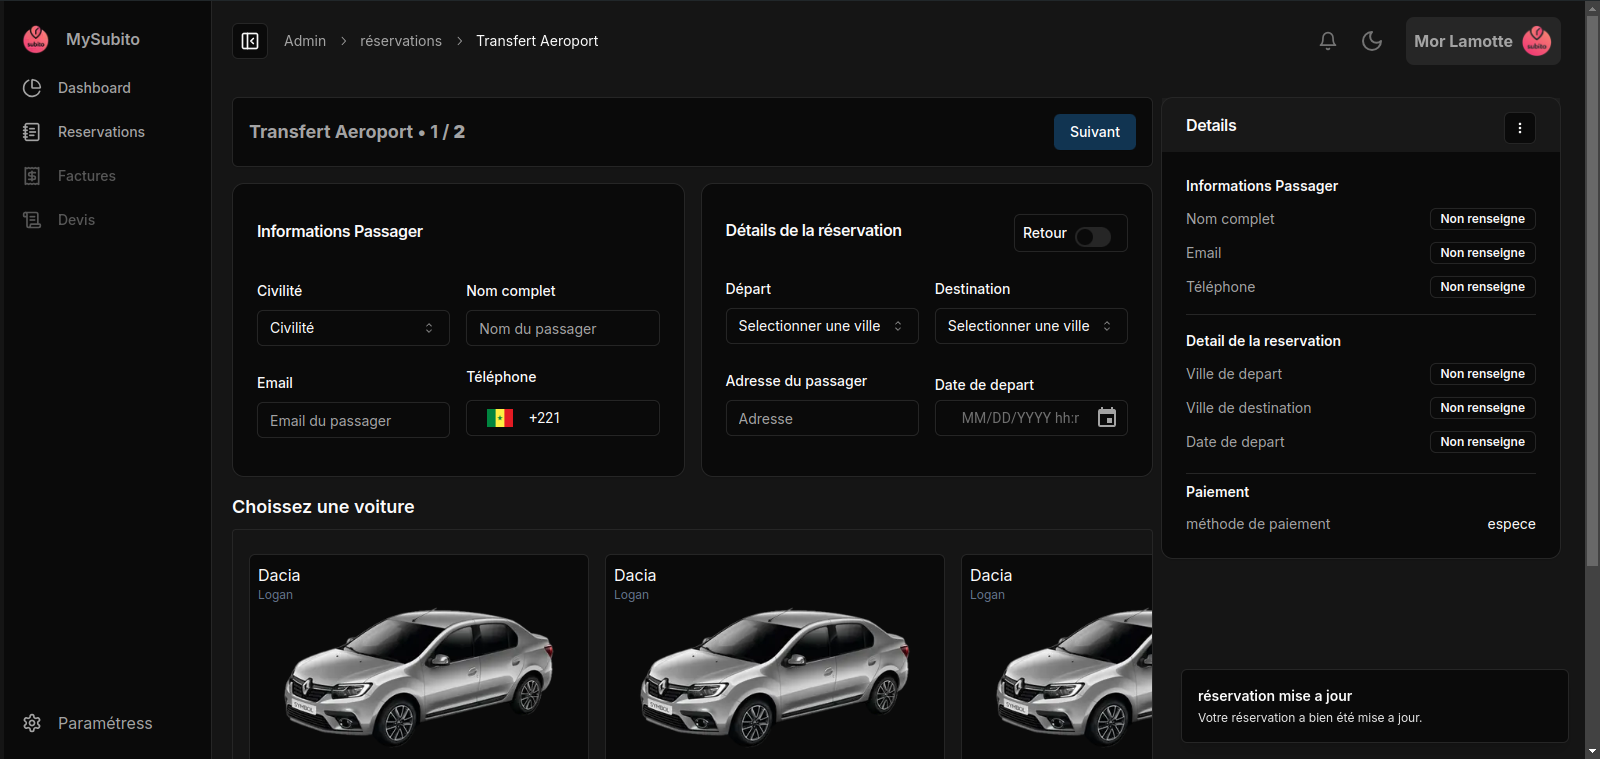 MySubito
Dashboard
Reservations
Factures
Devis
Paramétress
Admin > réservations > Transfert Aeroport
Mor Lamotte
subito
Transfert Aeroport • 1 / 2
Suivant
Informations Passager
Civilité
Nom complet
Civilité
Nom du passager
Email
Téléphone
Email du passager
+221
Détails de la réservation
Retour
Départ
Destination
Selectionner une ville
Selectionner une ville
Adresse du passager
Date de depart
Adresse
MM/DD/YYYY hh:r
Choissez une voiture
Dacia
Logan
SYMBOL
Dacia
Logan
SYMBOL
Dacia
Logan
SYMBOL
Details
Informations Passager
Nom complet Non renseigne
Email Non renseigne
Téléphone Non renseigne
Detail de la reservation
Ville de depart Non renseigne
Ville de destination Non renseigne
Date de depart Non renseigne
Paiement
méthode de paiement espece
réservation mise a jour
Votre réservation a bien été mise a jour.